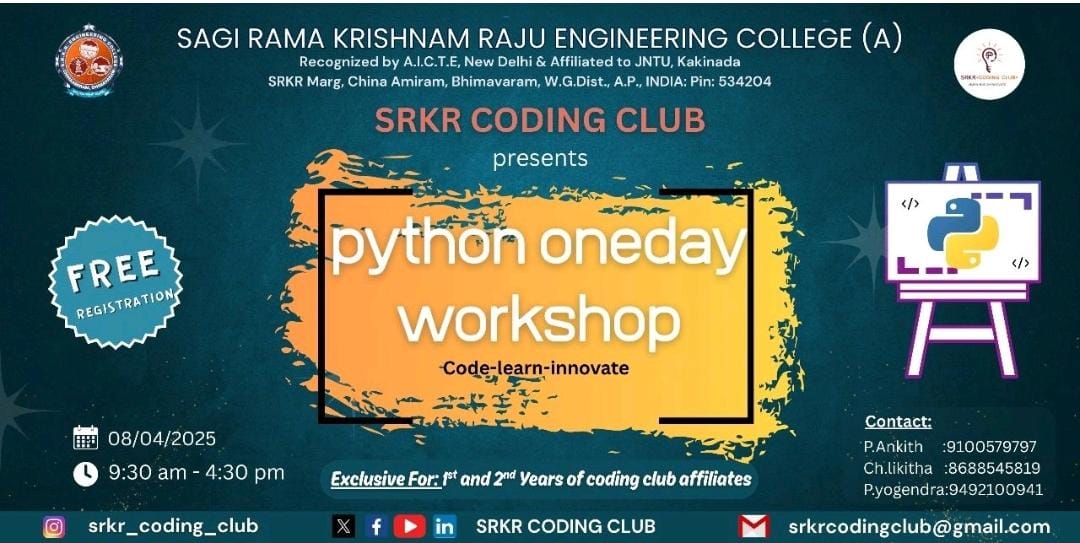 SAGI RAMA KRISHNAM RAJU ENGINEERING COLLEGE (A)
Recognized by A.I.C.T.E, New Delhi & Affiliated to JNTU, Kakinada
SRKR Marg, China Amiram, Bhimavaram, W.G.Dist., A.P., INDIA: Pin: 534204
SRKR•CODING CLUB•
SRKR CODING CLUB
presents
python oneday
workshop
Code-learn-innovate
FREE
REGISTRATION
</>
</>
08/04/2025
9:30 am - 4:30 pm
Exclusive For: 1st and 2nd Years of coding club affiliates
Contact:
P.Ankith :9100579797
Ch.likitha :8688545819
P.yogendra:9492100941
srkr_coding_club
SRKR CODING CLUB
srkrcodingclub@gmail.com